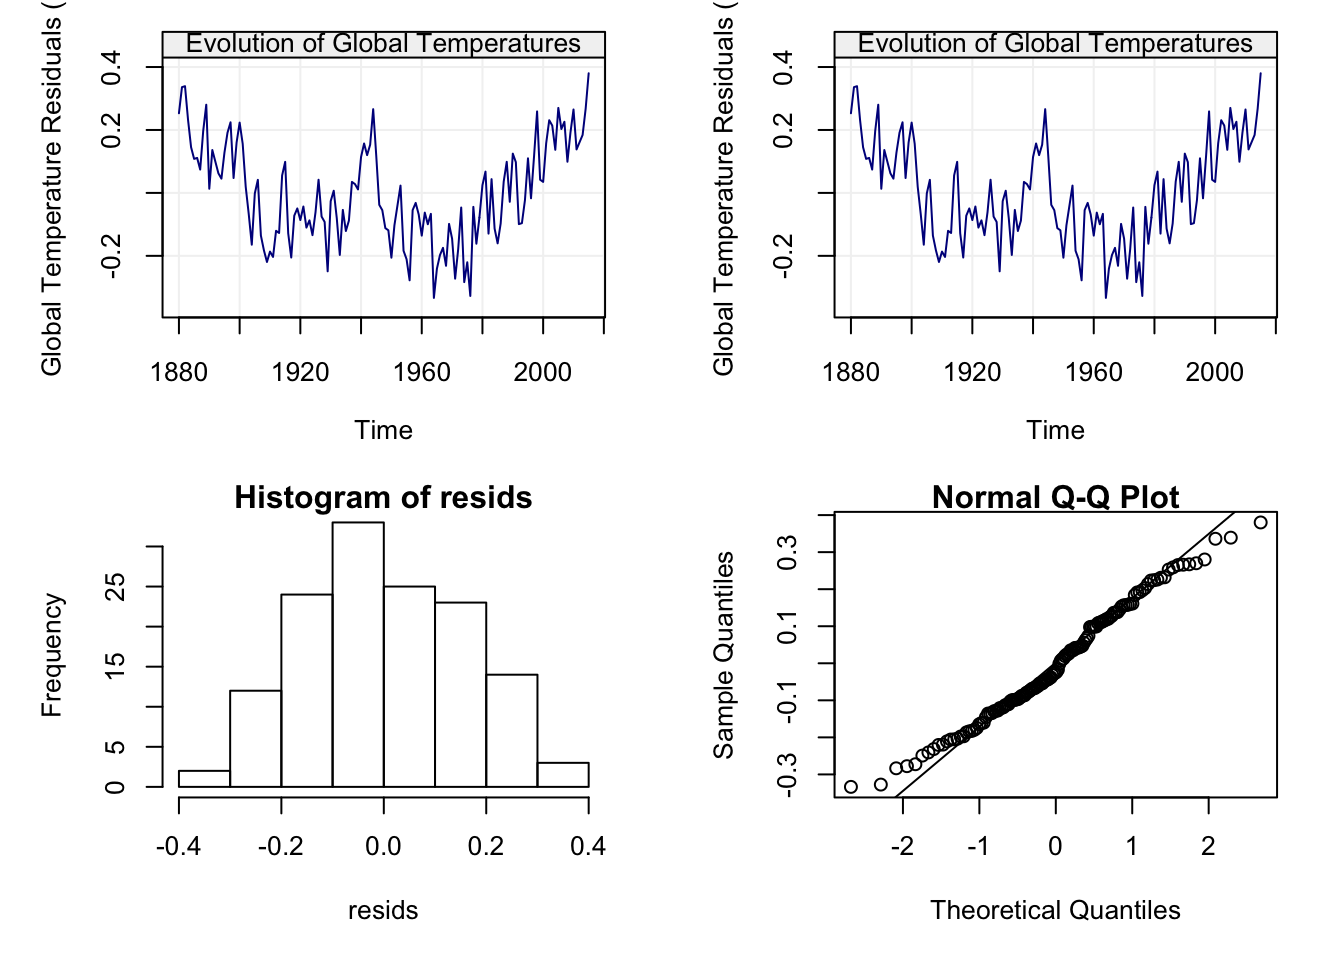 Evolution of Global Temperatures
Global Temperature Residuals (
0.4
0.2
-0.2
1880 1920 1960 2000
Time
Evolution of Global Temperatures
Global Temperature Residuals (
0.4
0.2
-0.2
1880 1920 1960 2000
Time
Histogram of resids
Frequency
25
15
5
0
-0.4 -0.2 0.0 0.2 0.4
resids
Normal Q-Q Plot
Sample Quantiles
0.3
0.1
-0.1
-0.3
-2 -1 0 1 2
Theoretical Quantiles